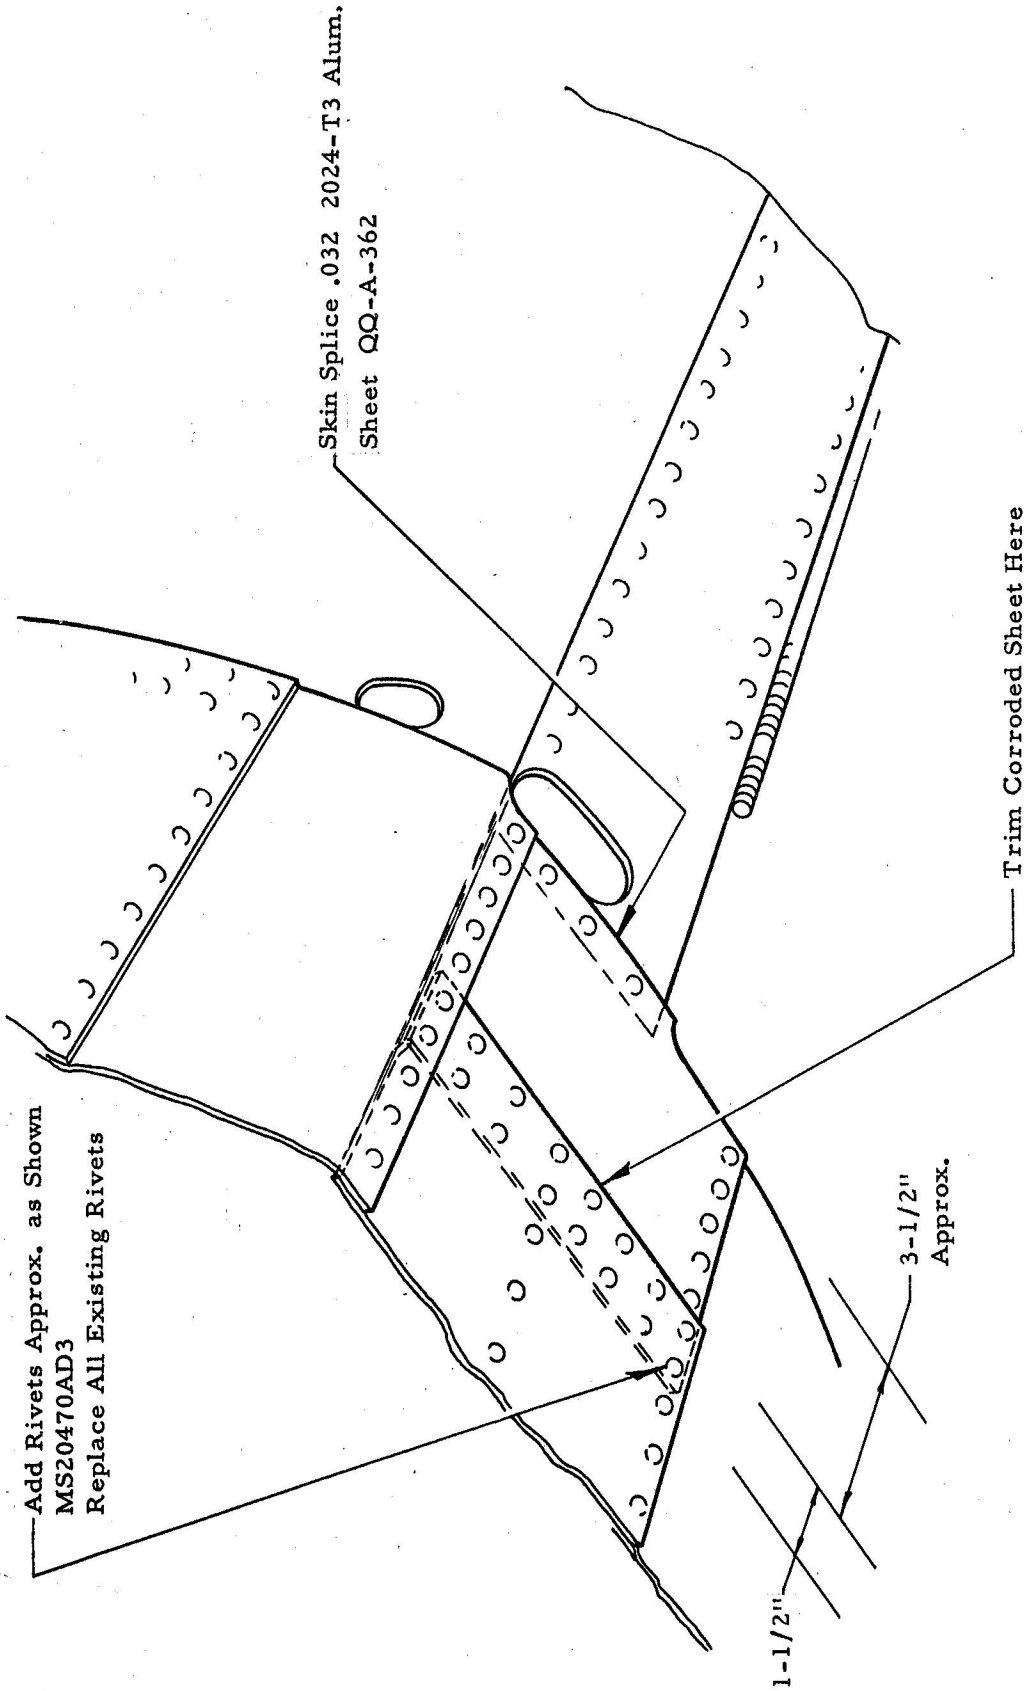 Add Rivets Approx. as Shown
MS20470AD3
Replace All Existing Rivets
Skin Splice .032 2024-T3 Alum.
Sheet QQ-A-362
Trim Corroded Sheet Here
3-1/2"
Approx.
1-1/2"